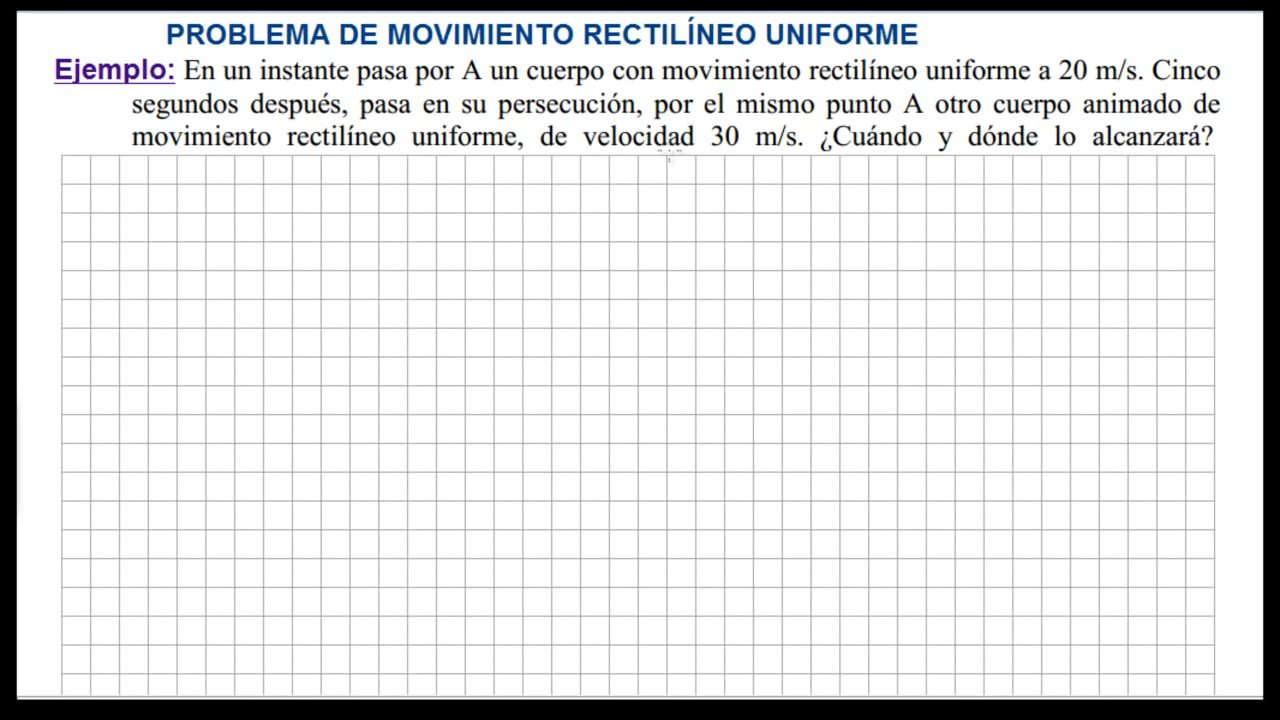 PROBLEMA DE MOVIMIENTO RECTILÍNEO UNIFORME
Ejemplo: En un instante pasa por A un cuerpo con movimiento rectilíneo uniforme a 20 m/s. Cinco
segundos después, pasa en su persecución, por el mismo punto A otro cuerpo animado de
movimiento rectilíneo uniforme, de velocidad 30 m/s. ¿Cuándo y dónde lo alcanzará?